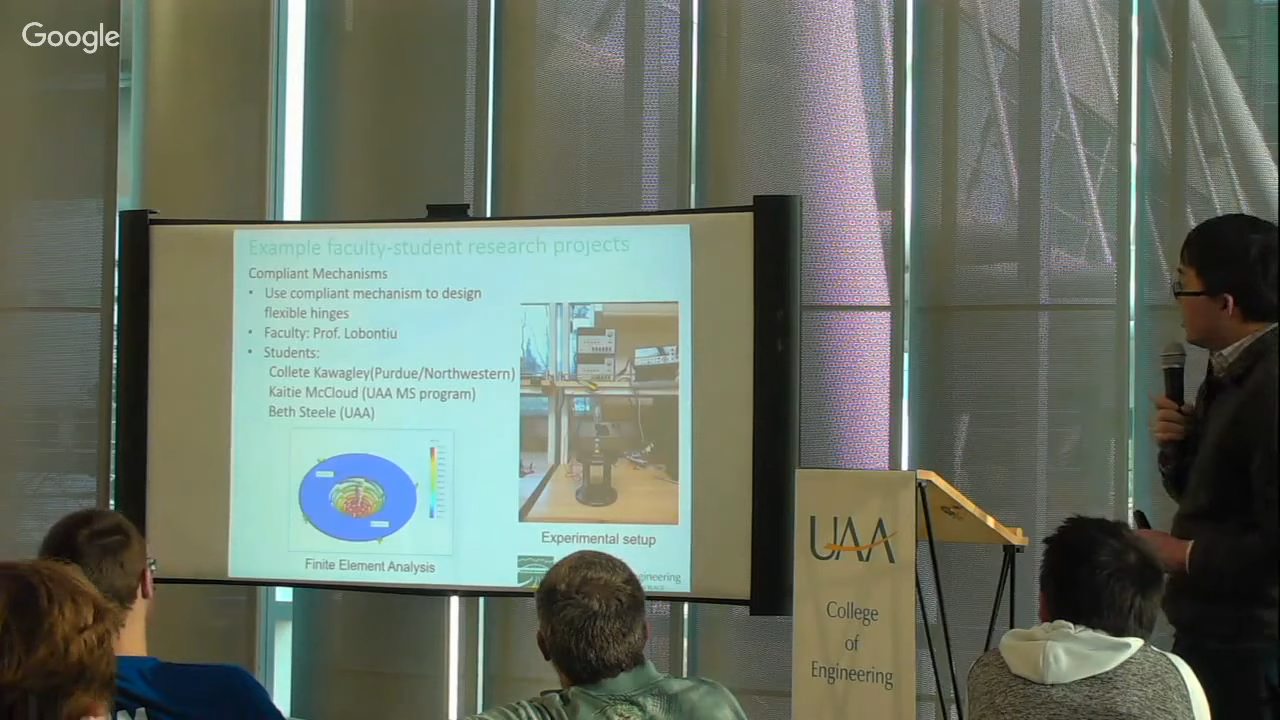 Google
Example faculty-student research projects
Compliant Mechanisms
• Use compliant mechanism to design
flexible hinges
• Faculty: Prof. Lobontiu
• Students:
Collete Kawagley(Purdue/Northwestern)
Kaitie McCloud (UAA MS program)
Beth Steele (UAA)
Finite Element Analysis
Experimental setup
UAA
College
of
Engineering